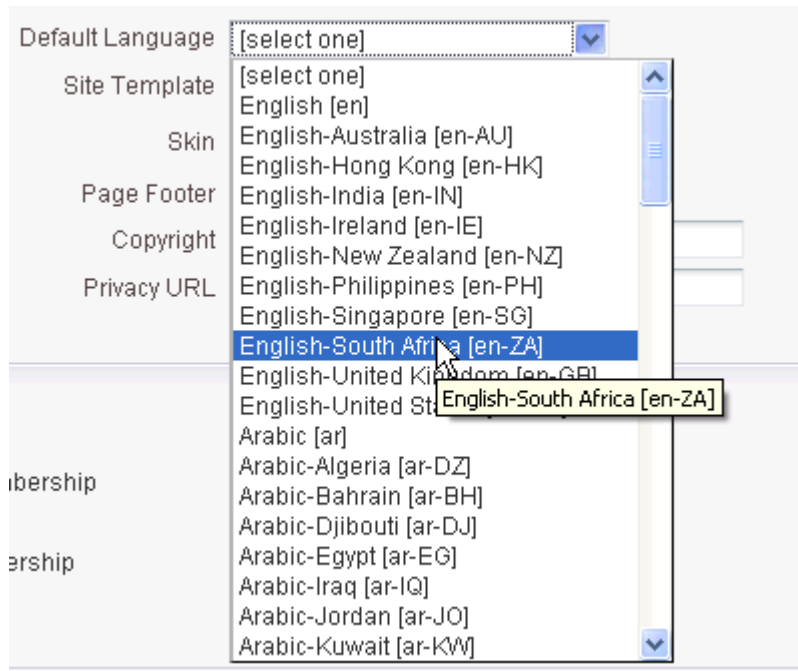 Default Language [select one]
Site Template
Skin
Page Footer
Copyright
Privacy URL
[select one]
English [en]
English-Australia [en-AU]
English-Hong Kong [en-HK]
English-India [en-IN]
English-Ireland [en-IE]
English-New Zealand [en-NZ]
English-Philippines [en-PH]
English-Singapore [en-SG]
English-South Africa [en-ZA]
English-United Kingdom [en-GB]
English-United St
English-South Africa [en-ZA]
Arabic [ar]
Arabic-Algeria [ar-DZ]
Arabic-Bahrain [ar-BH]
Arabic-Djibouti [ar-DJ]
Arabic-Egypt [ar-EG]
Arabic-Iraq [ar-IQ]
Arabic-Jordan [ar-JO]
Arabic-Kuwait [ar-KW]
bership
ership